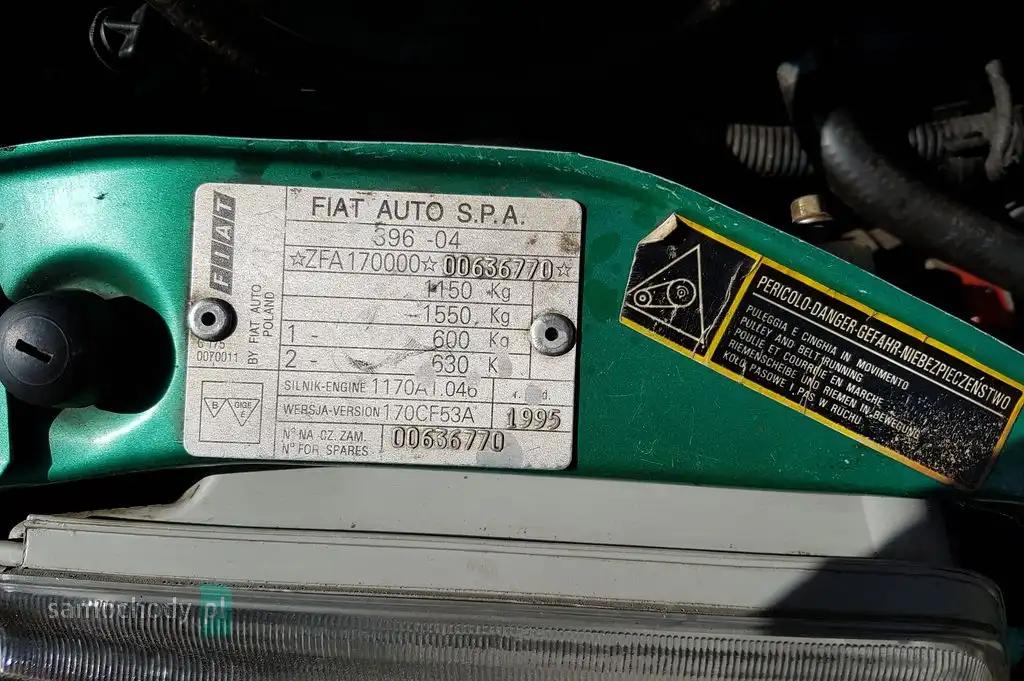 FIAT
BY FIAT AUTO
POLAND
FIAT AUTO S.P.A.
396 -04
☆ZFA170000☆ 00636770☆
1150 Kg
-1550, Kg
1 - 600 Kg
2 - 630 K
0070011
SILNIK-ENGINE 1170A1.046
WERSJA-VERSION 170CF53A 1995
N° NA CZ. ZAM. 00636770
N° FOR SPARES
PERICOLO-DANGER-GEFAHR-NIEBEZPIECZEŃSTWO
PULEGGIA E CINGHIA IN MOVIMENTO
PULLEY AND BELT RUNNING
POULIE ET COURROIE EN MARCHE
RIEMENSCHEIBE UND RIEMEN IN BEWEGUNG
KOŁO PASOWE I PAS W RUCHU
samochody.pl